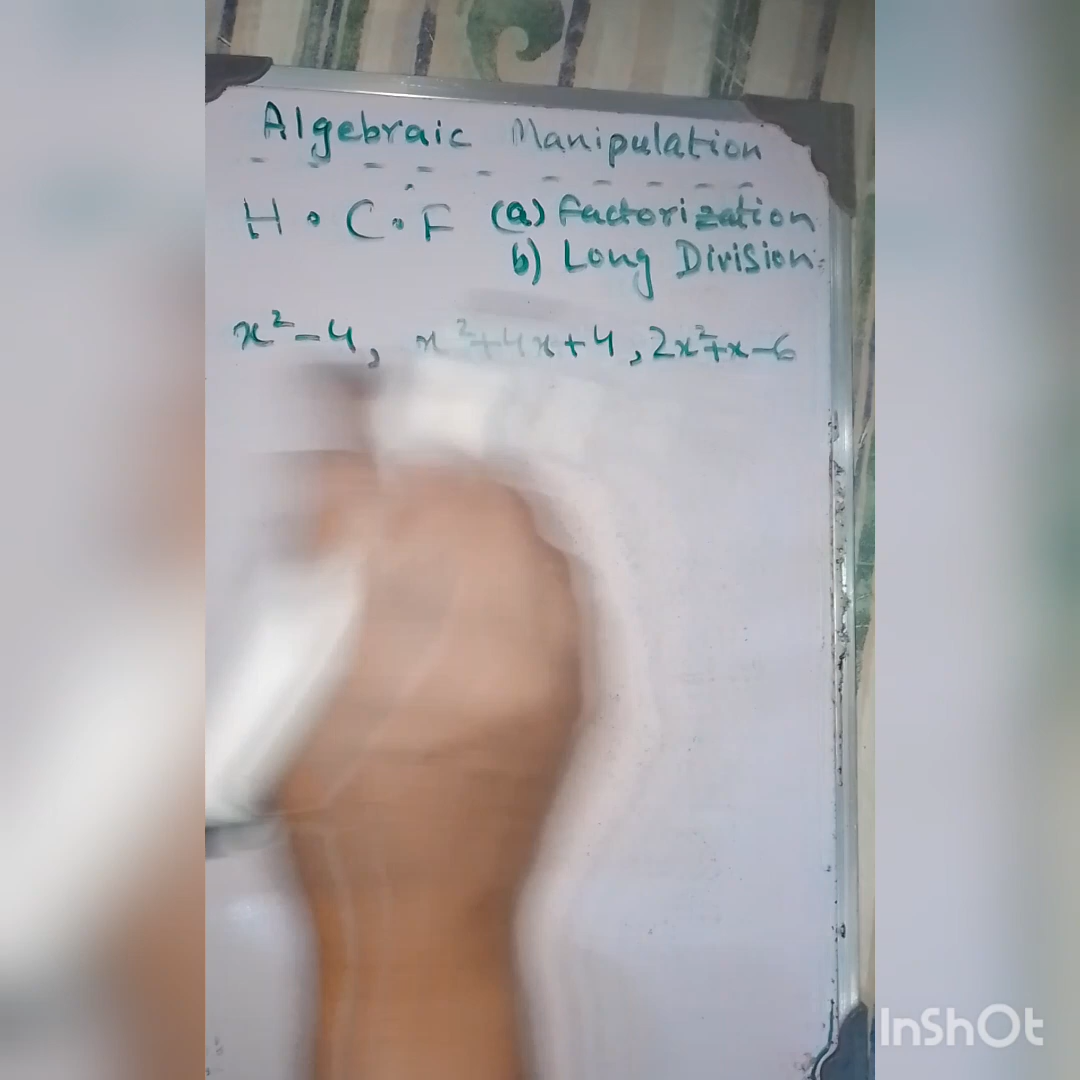 Algebraic Manipulation
H.C.F (a) Factorization
b) Long Division
x² - 4, x² + 4x + 4, 2x² + x - 6
InShOt